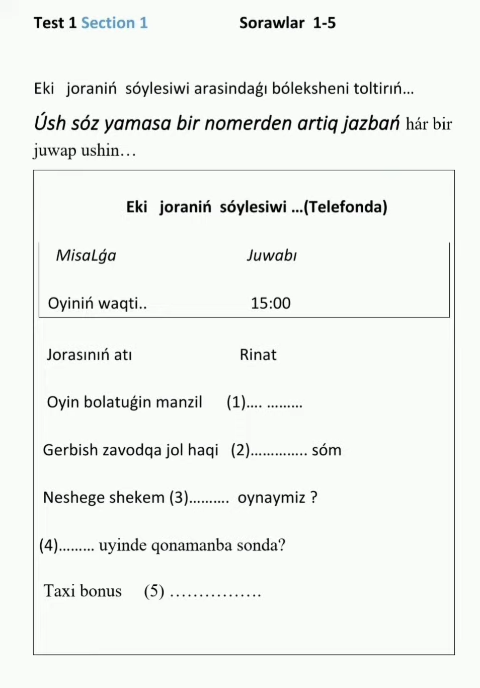 Test 1 Section 1 Sorawlar 1-5
Eki joraniń sóylesiwi arasindaǵı bóleksheni toltirıń...
Úsh sóz yamasa bir nomerden artiq jazbań hár bir
juwap ushin...
Eki joraniń sóylesiwi ...(Telefonda)
MisaLǵa Juwabı
Oyiniń waqti.. 15:00
Jorasınıń atı Rinat
Oyin bolatuǵin manzil (1).... .........
Gerbish zavodqa jol haqi (2).............. sóm
Neshege shekem (3).......... oynaymiz ?
(4)......... uyinde qonamanba sonda?
Taxi bonus (5) ................